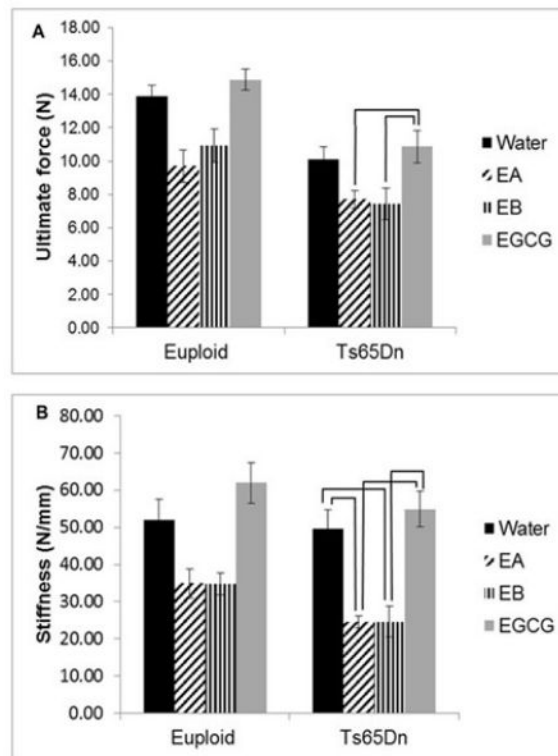 A
Ultimate force (N)
18.00
16.00
14.00
12.00
10.00
8.00
6.00
4.00
2.00
0.00
Euploid
Ts65Dn
Water
EA
EB
EGCG
B
Stiffness (N/mm)
80.00
70.00
60.00
50.00
40.00
30.00
20.00
10.00
0.00
Euploid
Ts65Dn
Water
EA
EB
EGCG